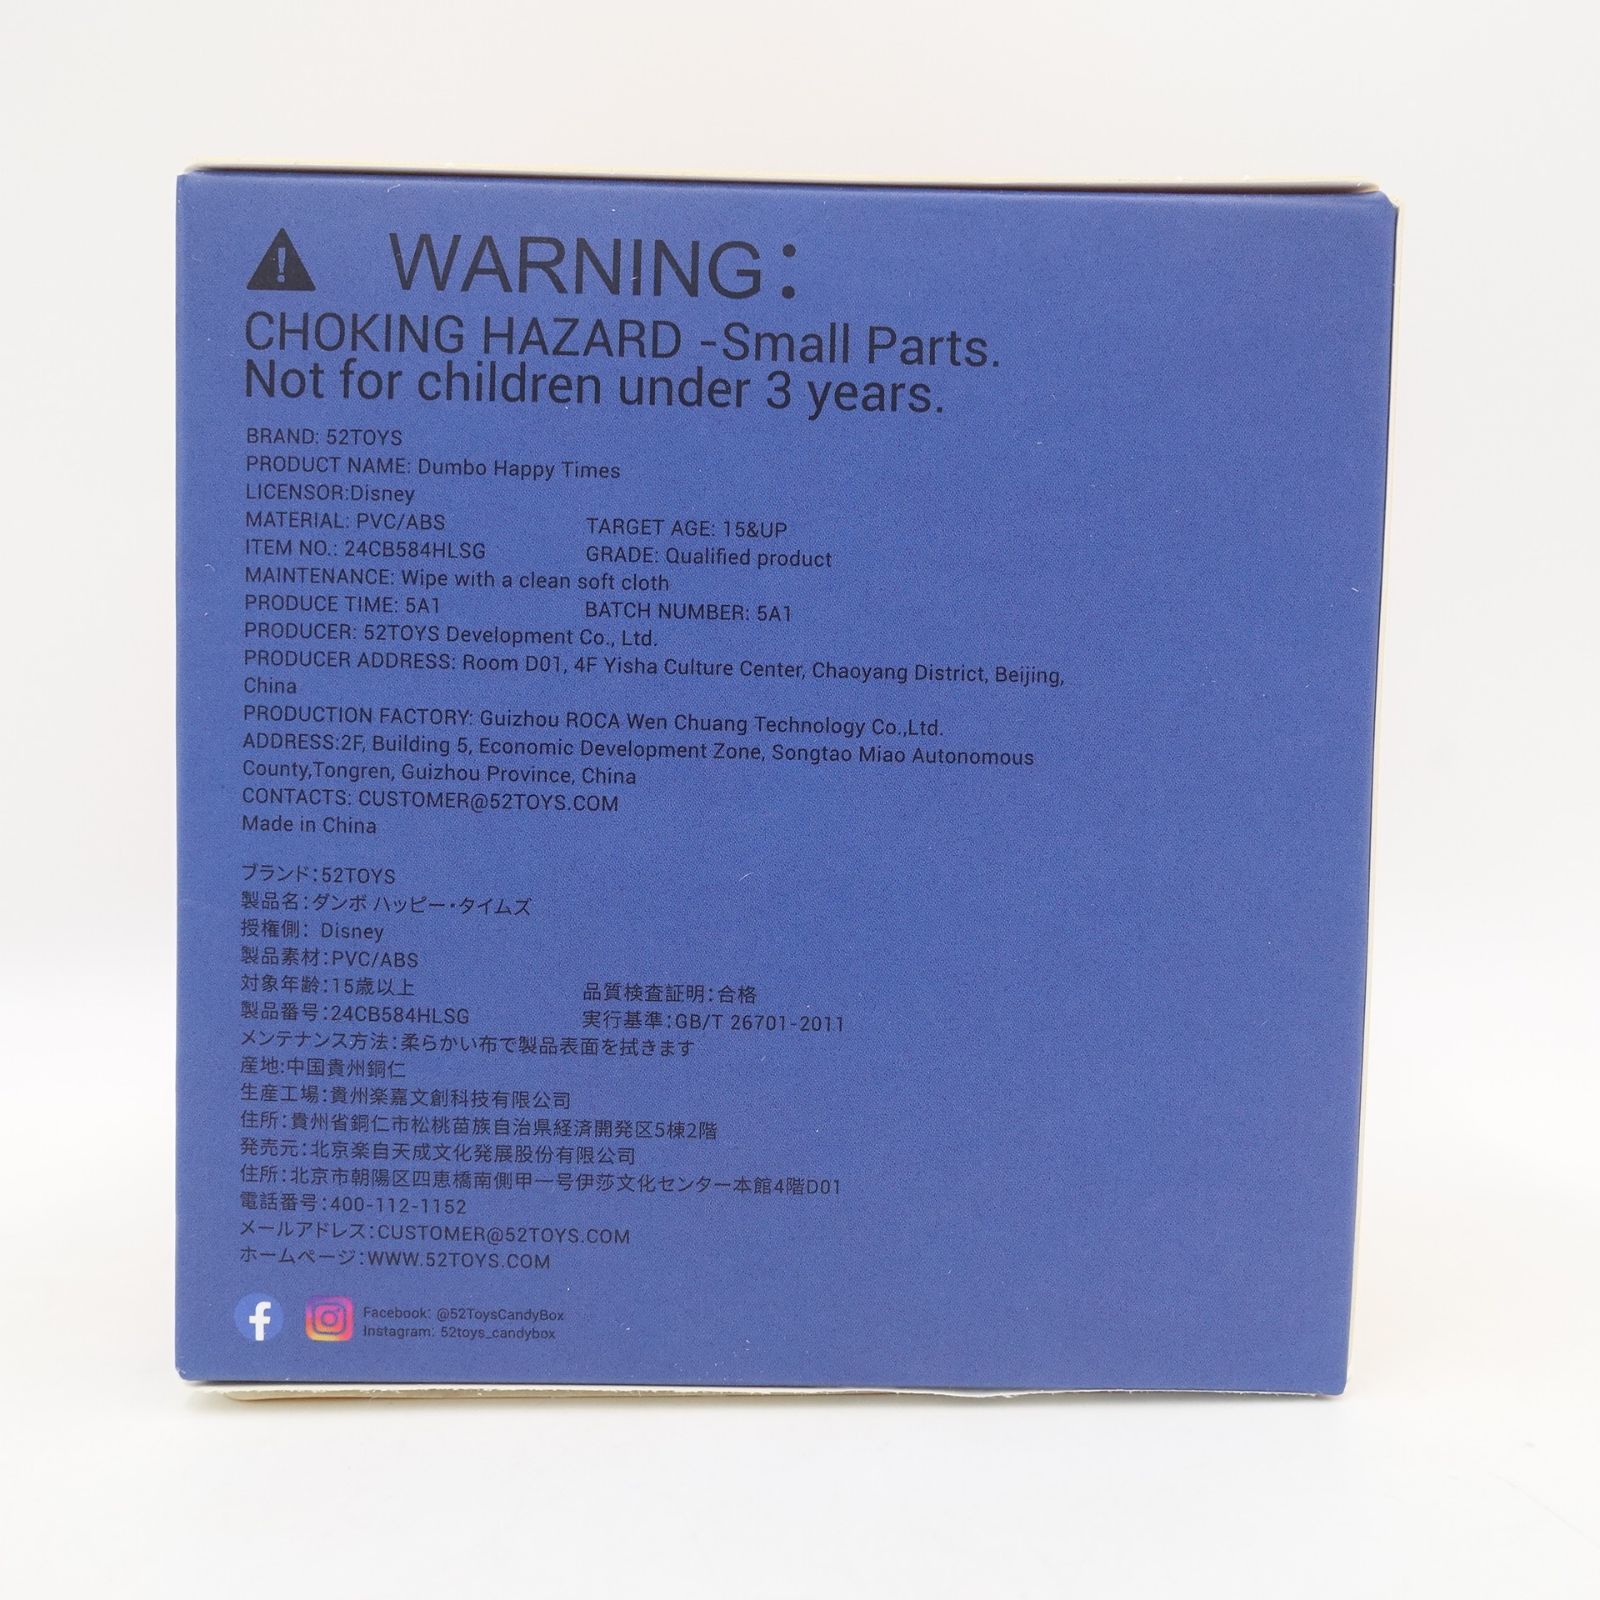 WARNING:
CHOKING HAZARD -Small Parts.
Not for children under 3 years.
BRAND: 52TOYS
PRODUCT NAME: Dumbo Happy Times
LICENSOR:Disney
MATERIAL: PVC/ABS TARGET AGE: 15&UP
ITEM NO.: 24CB584HLSG GRADE: Qualified product
MAINTENANCE: Wipe with a clean soft cloth
PRODUCE TIME: 5A1 BATCH NUMBER: 5A1
PRODUCER: 52TOYS Development Co., Ltd.
PRODUCER ADDRESS: Room D01, 4F Yisha Culture Center, Chaoyang District, Beijing,
China
PRODUCTION FACTORY: Guizhou ROCA Wen Chuang Technology Co.,Ltd.
ADDRESS:2F, Building 5, Economic Development Zone, Songtao Miao Autonomous
County,Tongren, Guizhou Province, China
CONTACTS: CUSTOMER@52TOYS.COM
Made in China
ブランド:52TOYS
製品名:ダンボ ハッピー・タイムズ
授権側: Disney
製品素材:PVC/ABS
対象年齢:15歳以上 品質検査証明:合格
製品番号:24CB584HLSG 実行基準:GB/T 26701-2011
メンテナンス方法:柔らかい布で製品表面を拭きます
産地:中国貴州銅仁
生産工場:貴州楽嘉文創科技有限公司
住所:貴州省銅仁市松桃苗族自治県経済開発区5棟2階
発売元:北京楽自天成文化発展股份有限公司
住所:北京市朝陽区四恵橋南側甲一号伊莎文化センター本館4階D01
電話番号:400-112-1152
メールアドレス:CUSTOMER@52TOYS.COM
ホームページ:WWW.52TOYS.COM
Facebook: @52ToysCandyBox
Instagram: 52toys_candybox